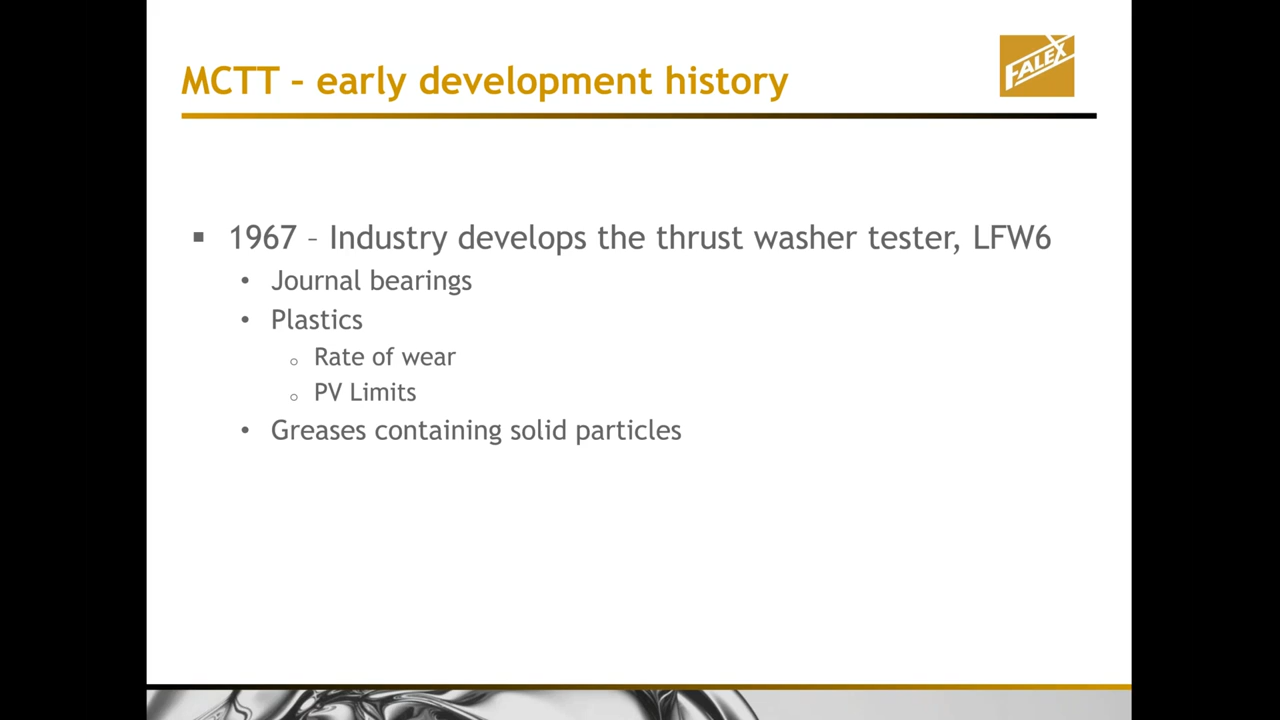 MCTT – early development history
FALEX
▪ 1967 – Industry develops the thrust washer tester, LFW6
• Journal bearings
• Plastics
o Rate of wear
o PV Limits
• Greases containing solid particles